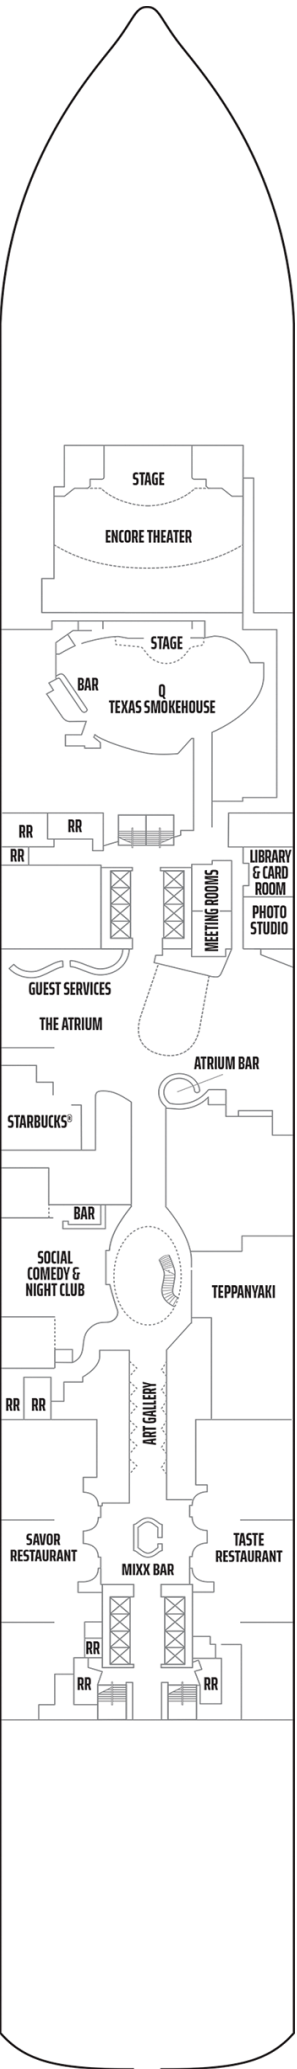 STAGE
ENCORE THEATER
STAGE
BAR
Q
TEXAS SMOKEHOUSE
RR
RR
RR
LIBRARY
& CARD
ROOM
MEETING ROOMS
PHOTO
STUDIO
GUEST SERVICES
THE ATRIUM
ATRIUM BAR
STARBUCKS®
BAR
SOCIAL
COMEDY &
NIGHT CLUB
TEPPANYAKI
RR
RR
ART GALLERY
SAVOR
RESTAURANT
TASTE
RESTAURANT
MIXX BAR
RR
RR
RR